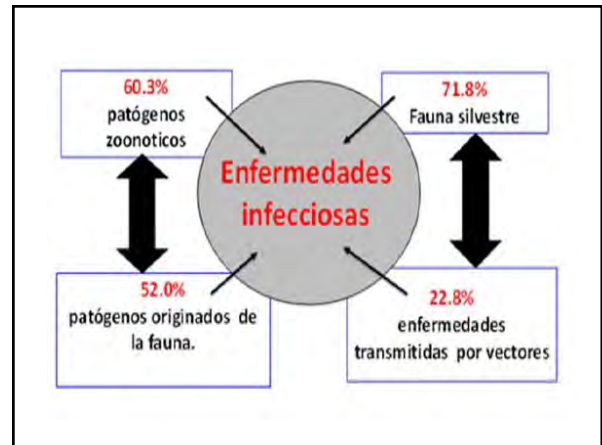 60.3%
patógenos
zoonoticos
71.8%
Fauna silvestre
Enfermedades
infecciosas
52.0%
patógenos originados de
la fauna.
22.8%
enfermedades
transmitidas por vectores